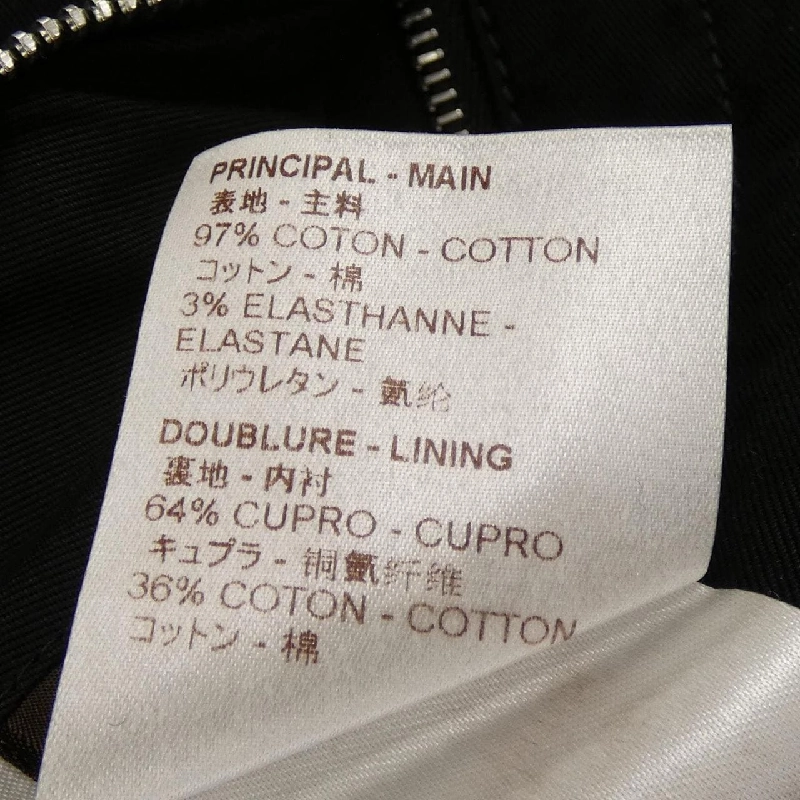 PRINCIPAL - MAIN
表地 - 主料
97% COTON - COTTON
コットン - 棉
3% ELASTHANNE -
ELASTANE
ポリウレタン - 氨纶
DOUBLURE - LINING
裏地 - 内衬
64% CUPRO - CUPRO
キュプラ - 铜氨纤维
36% COTON - COTTON
コットン - 棉